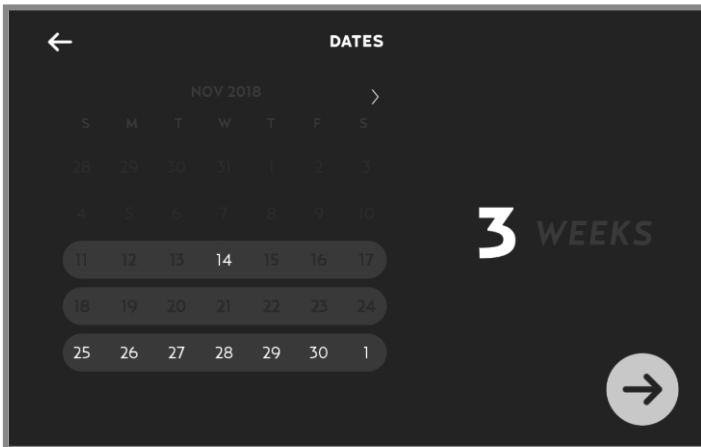 DATES
NOV 2018
S M T W T F S
28 29 30 31 1 2 3
4 5 6 7 8 9 10
11 12 13 14 15 16 17
18 19 20 21 22 23 24
25 26 27 28 29 30 1
3 WEEKS